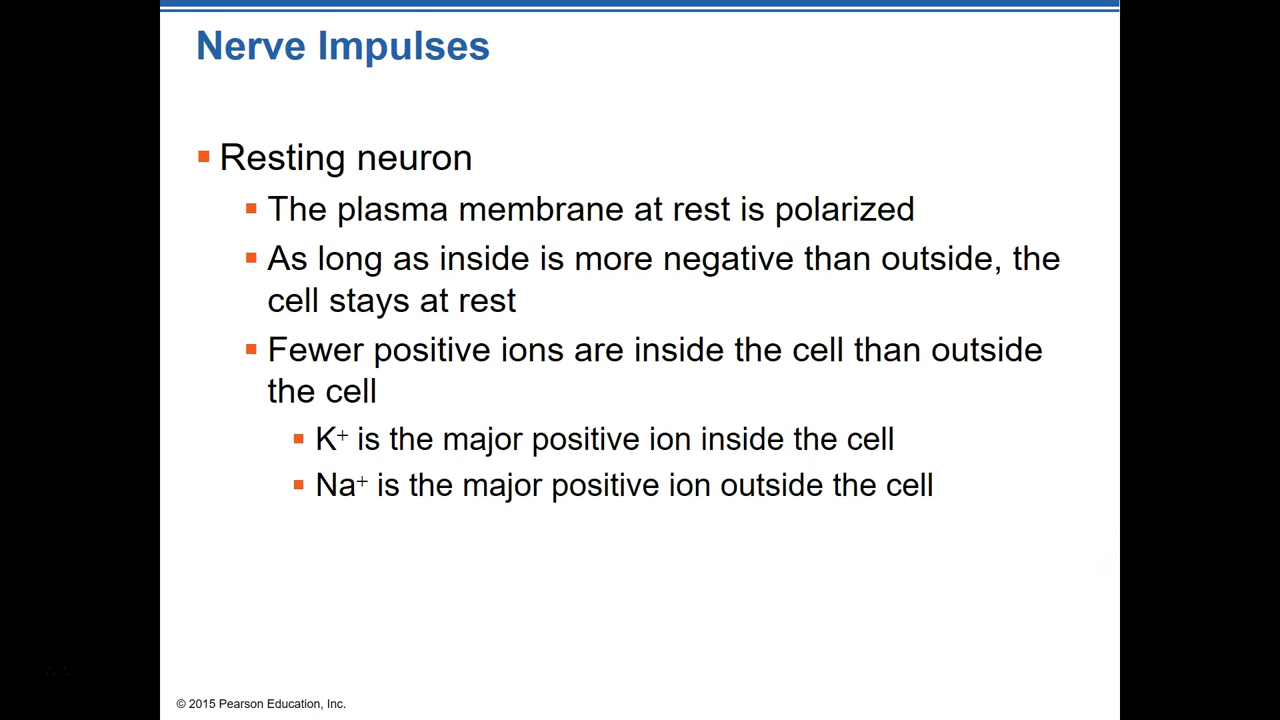 Nerve Impulses
Resting neuron
The plasma membrane at rest is polarized
As long as inside is more negative than outside, the
cell stays at rest
Fewer positive ions are inside the cell than outside
the cell
K⁺ is the major positive ion inside the cell
Na⁺ is the major positive ion outside the cell
© 2015 Pearson Education, Inc.